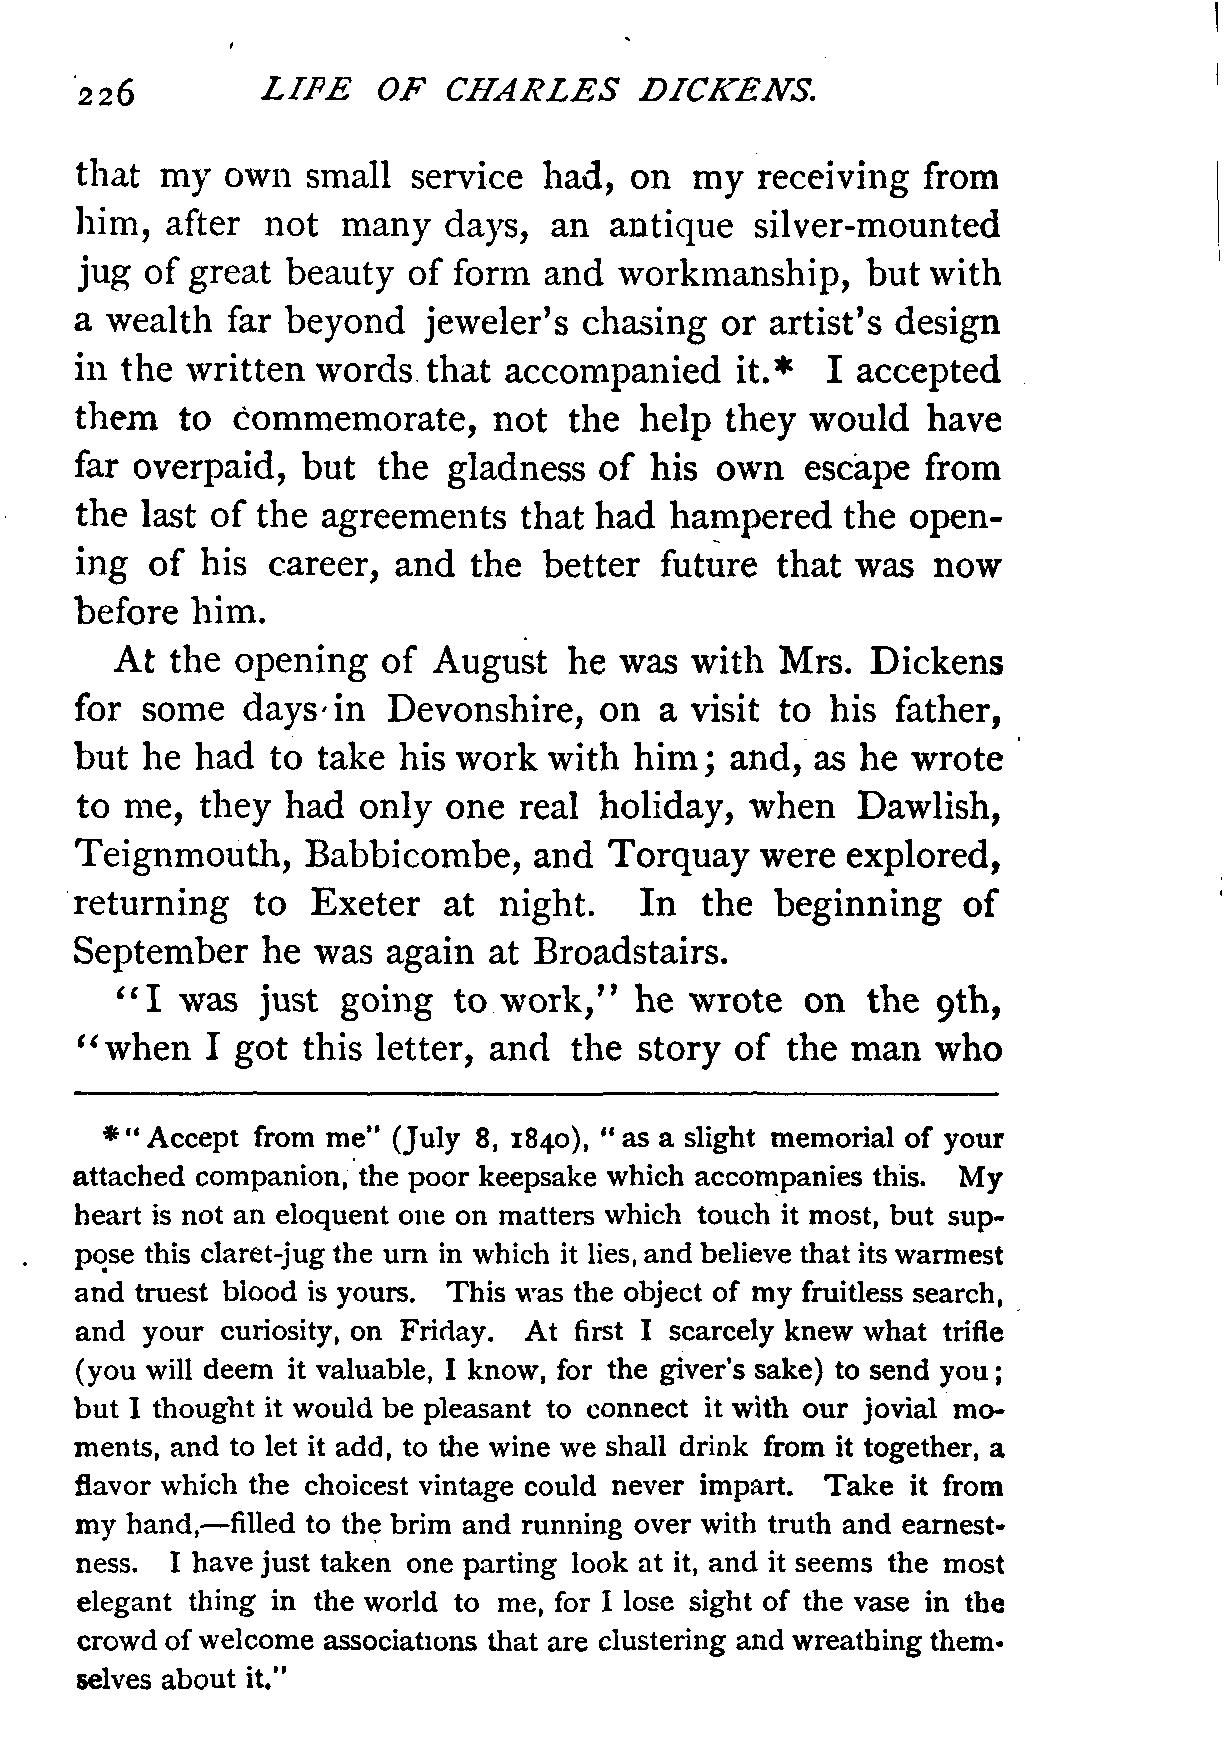 226 LIFE OF CHARLES DICKENS.
that my own small service had, on my receiving from
him, after not many days, an antique silver-mounted
jug of great beauty of form and workmanship, but with
a wealth far beyond jeweler's chasing or artist's design
in the written words that accompanied it.* I accepted
them to commemorate, not the help they would have
far overpaid, but the gladness of his own escape from
the last of the agreements that had hampered the open-
ing of his career, and the better future that was now
before him.
At the opening of August he was with Mrs. Dickens
for some days in Devonshire, on a visit to his father,
but he had to take his work with him; and, as he wrote
to me, they had only one real holiday, when Dawlish,
Teignmouth, Babbicombe, and Torquay were explored,
returning to Exeter at night. In the beginning of
September he was again at Broadstairs.
"I was just going to work," he wrote on the 9th,
"when I got this letter, and the story of the man who
*"Accept from me" (July 8, 1840), "as a slight memorial of your
attached companion, the poor keepsake which accompanies this. My
heart is not an eloquent one on matters which touch it most, but sup-
pose this claret-jug the urn in which it lies, and believe that its warmest
and truest blood is yours. This was the object of my fruitless search,
and your curiosity, on Friday. At first I scarcely knew what trifle
(you will deem it valuable, I know, for the giver's sake) to send you;
but I thought it would be pleasant to connect it with our jovial mo-
ments, and to let it add, to the wine we shall drink from it together, a
flavor which the choicest vintage could never impart. Take it from
my hand,—filled to the brim and running over with truth and earnest-
ness. I have just taken one parting look at it, and it seems the most
elegant thing in the world to me, for I lose sight of the vase in the
crowd of welcome associations that are clustering and wreathing them-
selves about it."